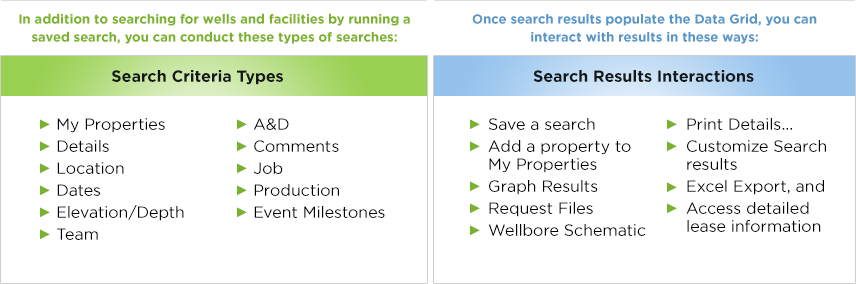 In addition to searching for wells and facilities by running a
saved search, you can conduct these types of searches:
Search Criteria Types
► My Properties
► Details
► Location
► Dates
► Elevation/Depth
► Team
► A&D
► Comments
► Job
► Production
► Event Milestones
Once search results populate the Data Grid, you can
interact with results in these ways:
Search Results Interactions
► Save a search
► Add a property to
My Properties
► Graph Results
► Request Files
► Wellbore Schematic
► Print Details...
► Customize Search
results
► Excel Export, and
► Access detailed
lease information